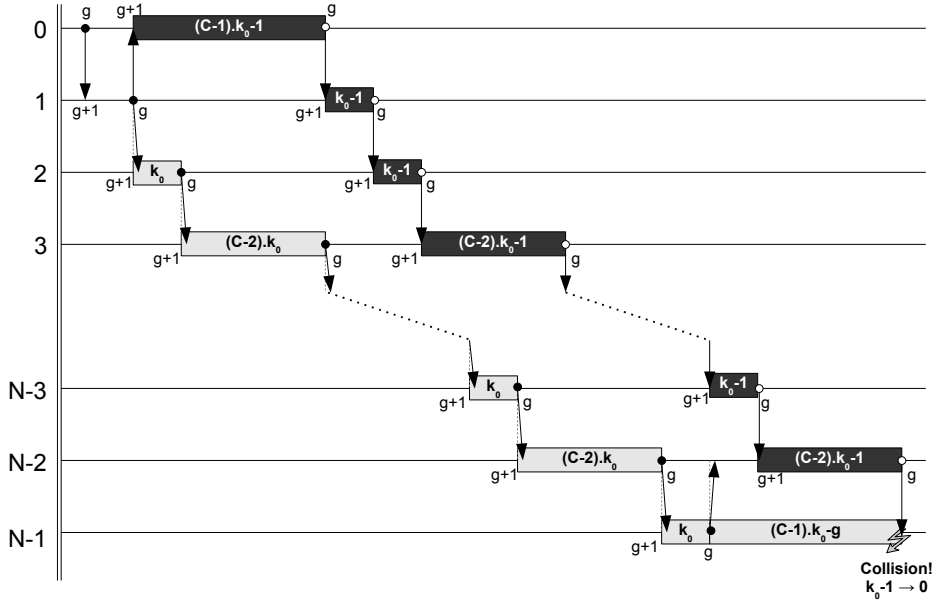 g
g+1
(C-1).k₀-1
g
0
1
g+1
g
g+1
k₀-1
g
2
g+1
k₀
g
g+1
k₀-1
g
3
g+1
(C-2).k₀
g
g+1
(C-2).k₀-1
g
N-3
g+1
k₀
g
g+1
k₀-1
g
N-2
g+1
(C-2).k₀
g
g+1
(C-2).k₀-1
g
N-1
g+1
k₀
g
(C-1).k₀-g
Collision!
k₀-1 → 0